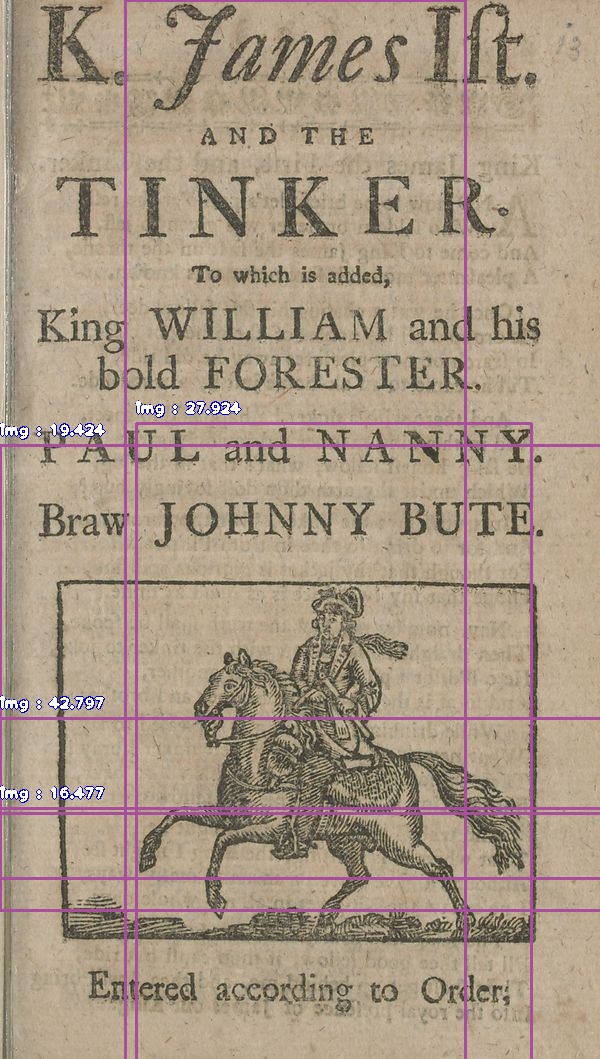 K. James Iſt.
13
AND THE
TINKER.
To which is added,
King WILLIAM and his
bold FORESTER.
PAUL and NANNY.
Braw JOHNNY BUTE.
Entered according to Order;
img : 27.924
img : 19.424
img : 42.797
img : 16.477